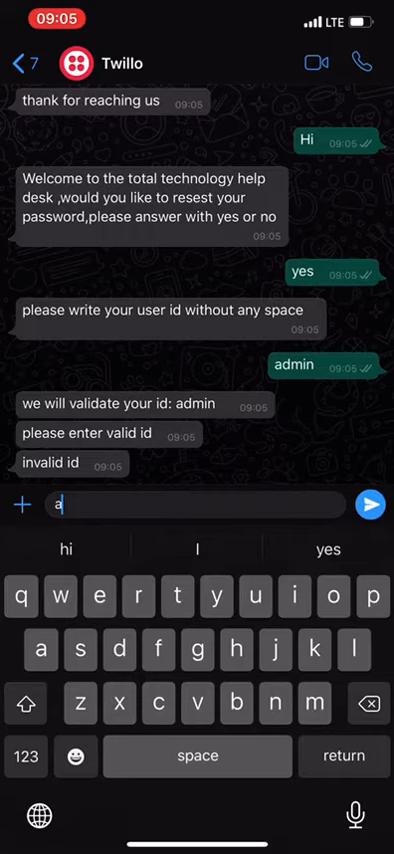 09:05
LTE
7
Twillo
thank for reaching us 09:05
Hi 09:05
Welcome to the total technology help
desk ,would you like to resest your
password,please answer with yes or no
09:05
yes 09:05
please write your user id without any space
09:05
admin 09:05
we will validate your id: admin 09:05
please enter valid id 09:05
invalid id 09:05
a
hi I yes
q w e r t y u i o p
a s d f g h j k l
z x c v b n m
123 space return